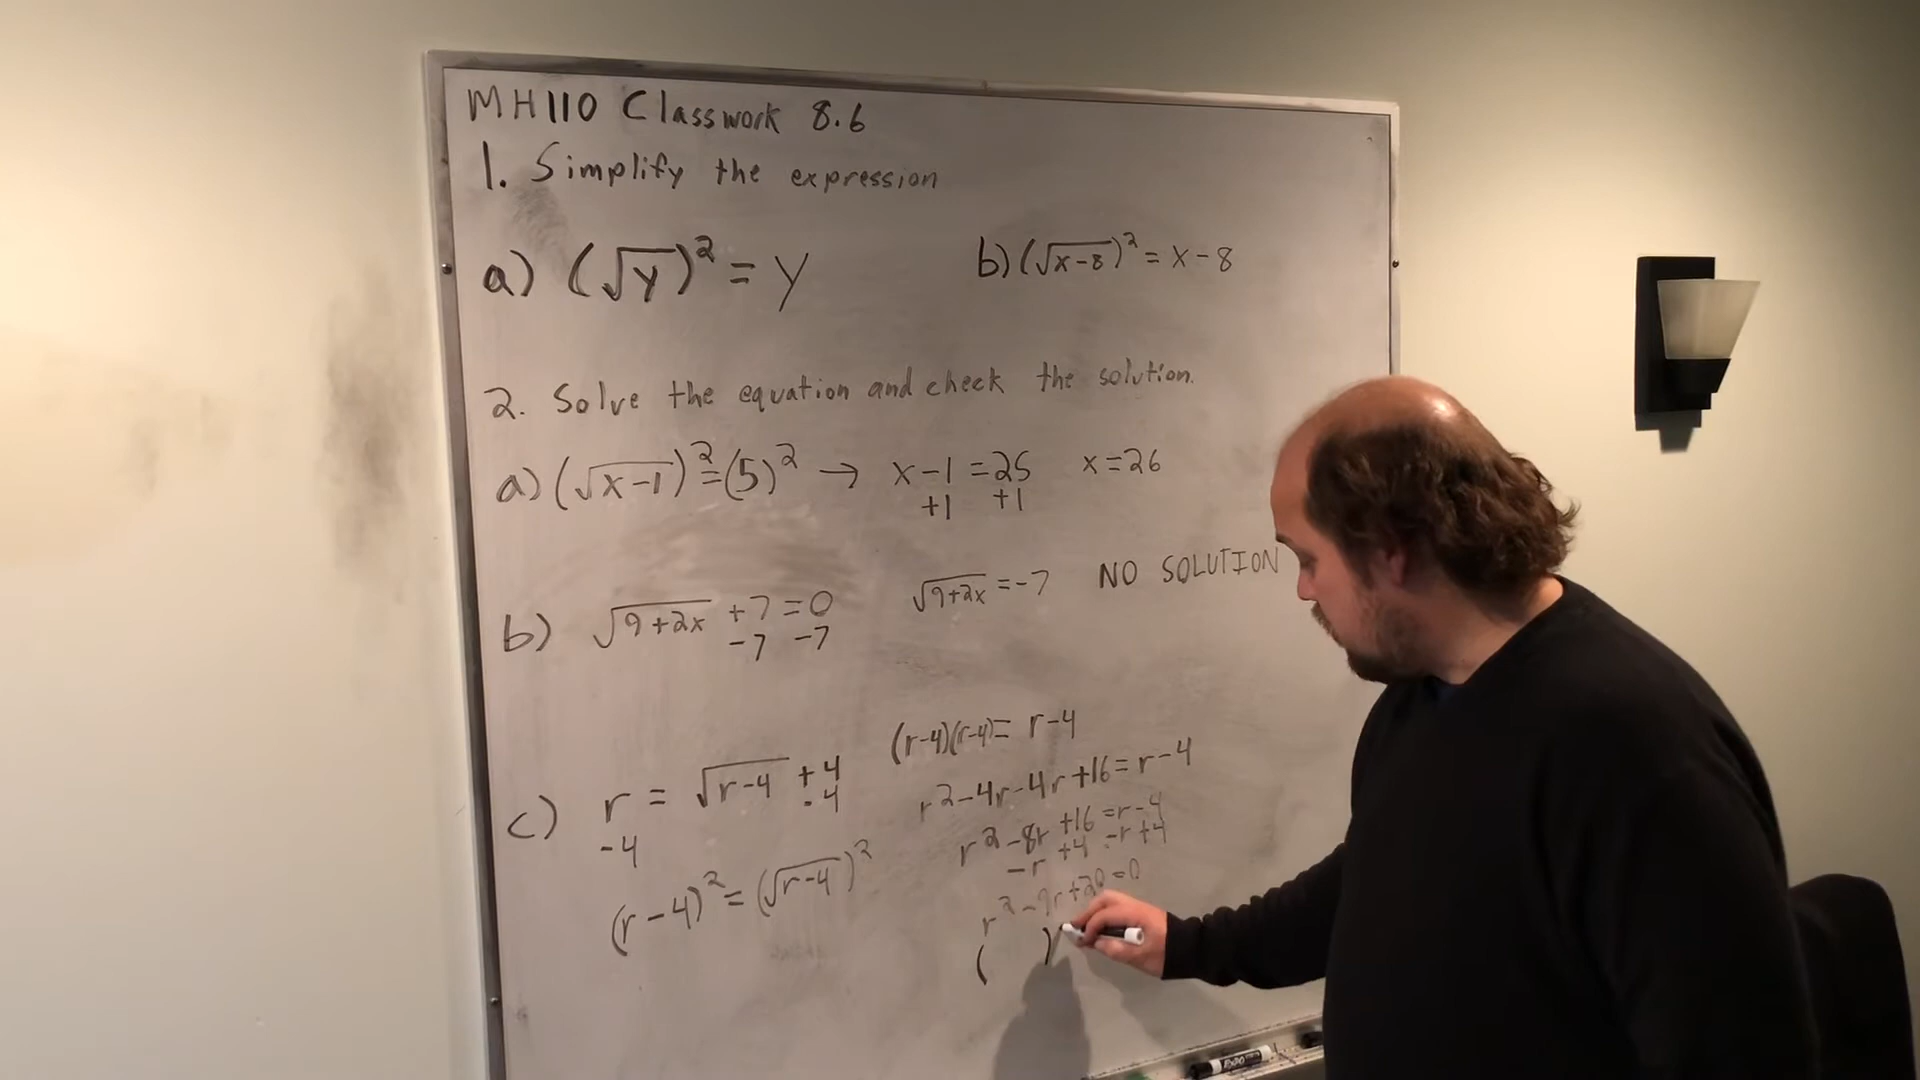 MH110 Classwork 8.6
1. Simplify the expression
a) (√y)² = y
b) (√x-8)² = x-8
2. Solve the equation and check the solution.
a) (√x-1)² = (5)² → x-1 = 25 x=26
+1 +1
b) √9+2x +7 = 0 √9+2x = -7 NO SOLUTION
-7 -7
c) r = √r-4 +4
-4 -4
(r-4)² = (√r-4)²
(r-4)(r-4) = r-4
r²-4r-4r+16 = r-4
r²-8r+16 = r-4
-r +4 -r+4
r²-9r+20=0
( )
EXPO